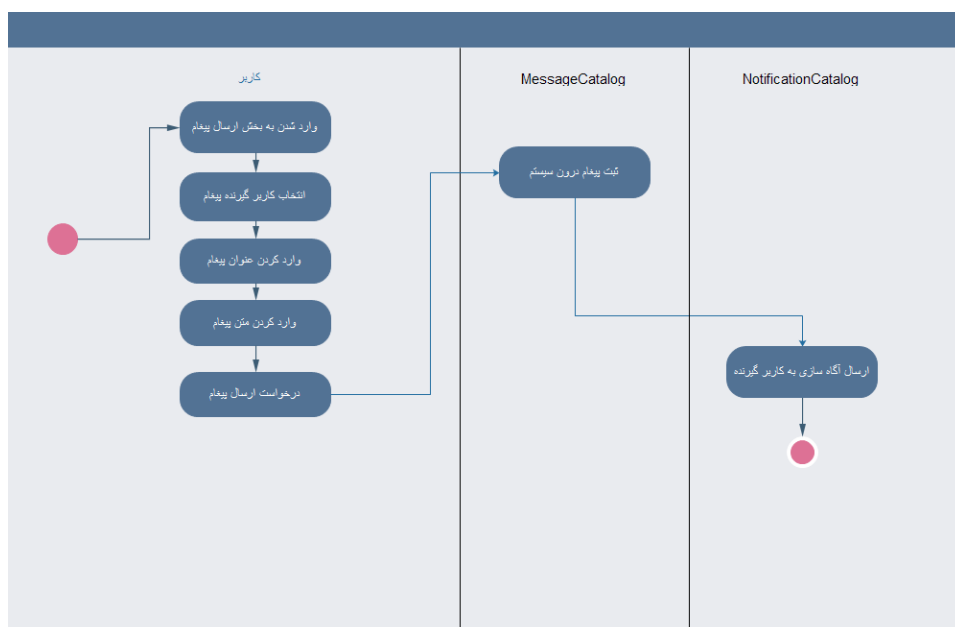 کاربر
MessageCatalog
NotificationCatalog
وارد شدن به بخش ارسال پیغام
انتخاب کاربر گیرنده پیغام
وارد کردن عنوان پیغام
وارد کردن متن پیغام
درخواست ارسال پیغام
ثبت پیغام درون سیستم
ارسال آگاه سازی به کاربر گیرنده